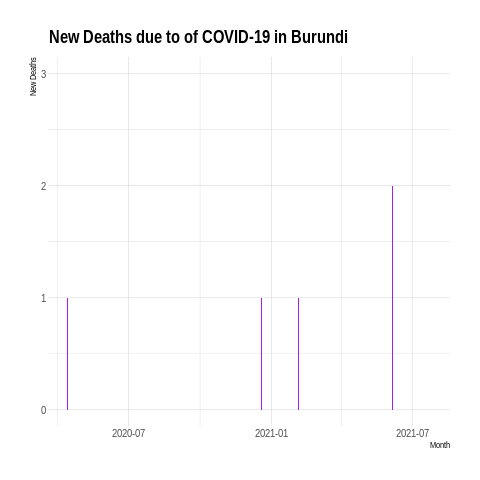 New Deaths due to of COVID-19 in Burundi
New Deaths
3
2
1
0
2020-07
2021-01
2021-07
Month